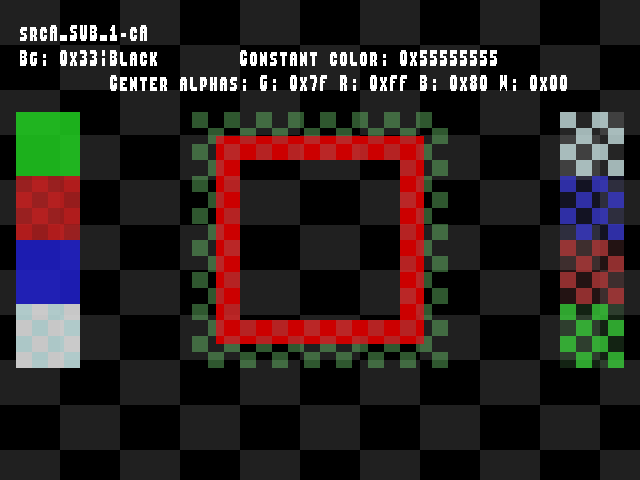 srcA_SUB_1-cA
Bg: 0x33¦Black Constant color: 0x55555555
Center alphas: G: 0x7f R: 0xff B: 0x80 W: 0x00